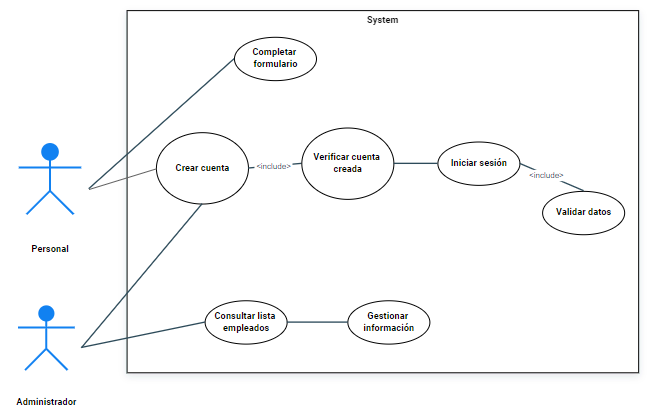 System
Completar
formulario
Crear cuenta
<include>
Verificar cuenta
creada
Iniciar sesión
<include>
Validar datos
Personal
Consultar lista
empleados
Gestionar
información
Administrador